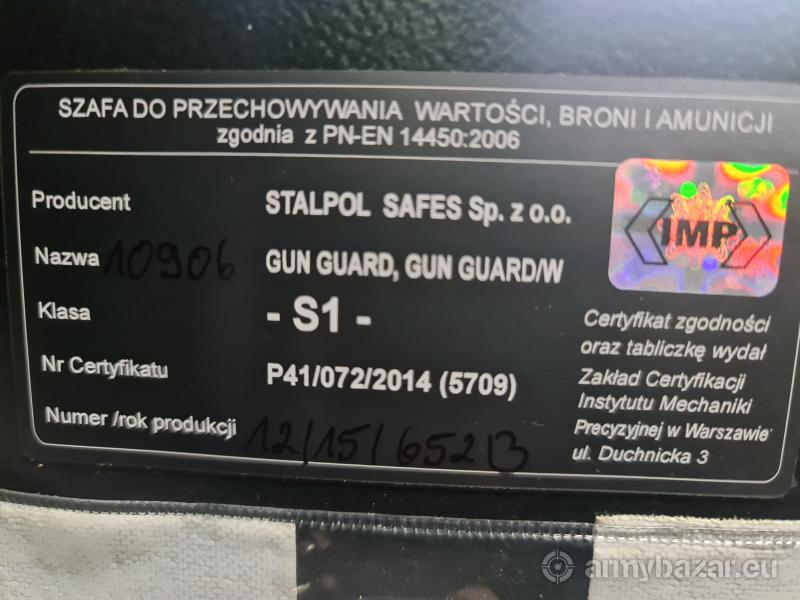 SZAFA DO PRZECHOWYWANIA WARTOŚCI, BRONI I AMUNICJI
zgodnia z PN-EN 14450:2006
Producent STALPOL SAFES Sp. z o.o.
Nazwa 10906 GUN GUARD, GUN GUARD/W
Klasa - S1 -
Nr Certyfikatu P41/072/2014 (5709)
Numer /rok produkcji 12/15/652B
IMP
Certyfikat zgodności
oraz tabliczkę wydał
Zakład Certyfikacji
Instytutu Mechaniki
Precyzyjnej w Warszawie
ul. Duchnicka 3
armybazar.eu